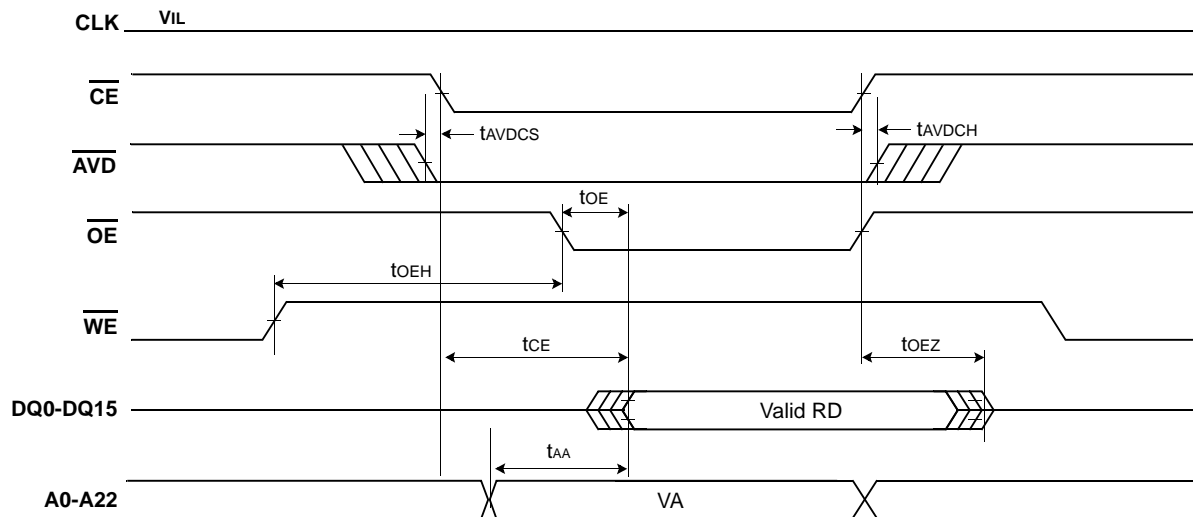 CLK VIL
CE
tAVDCS tAVDCH
AVD
tOE
OE
tOEH
WE
tCE tOEZ
DQ0-DQ15 Valid RD
tAA
A0-A22 VA